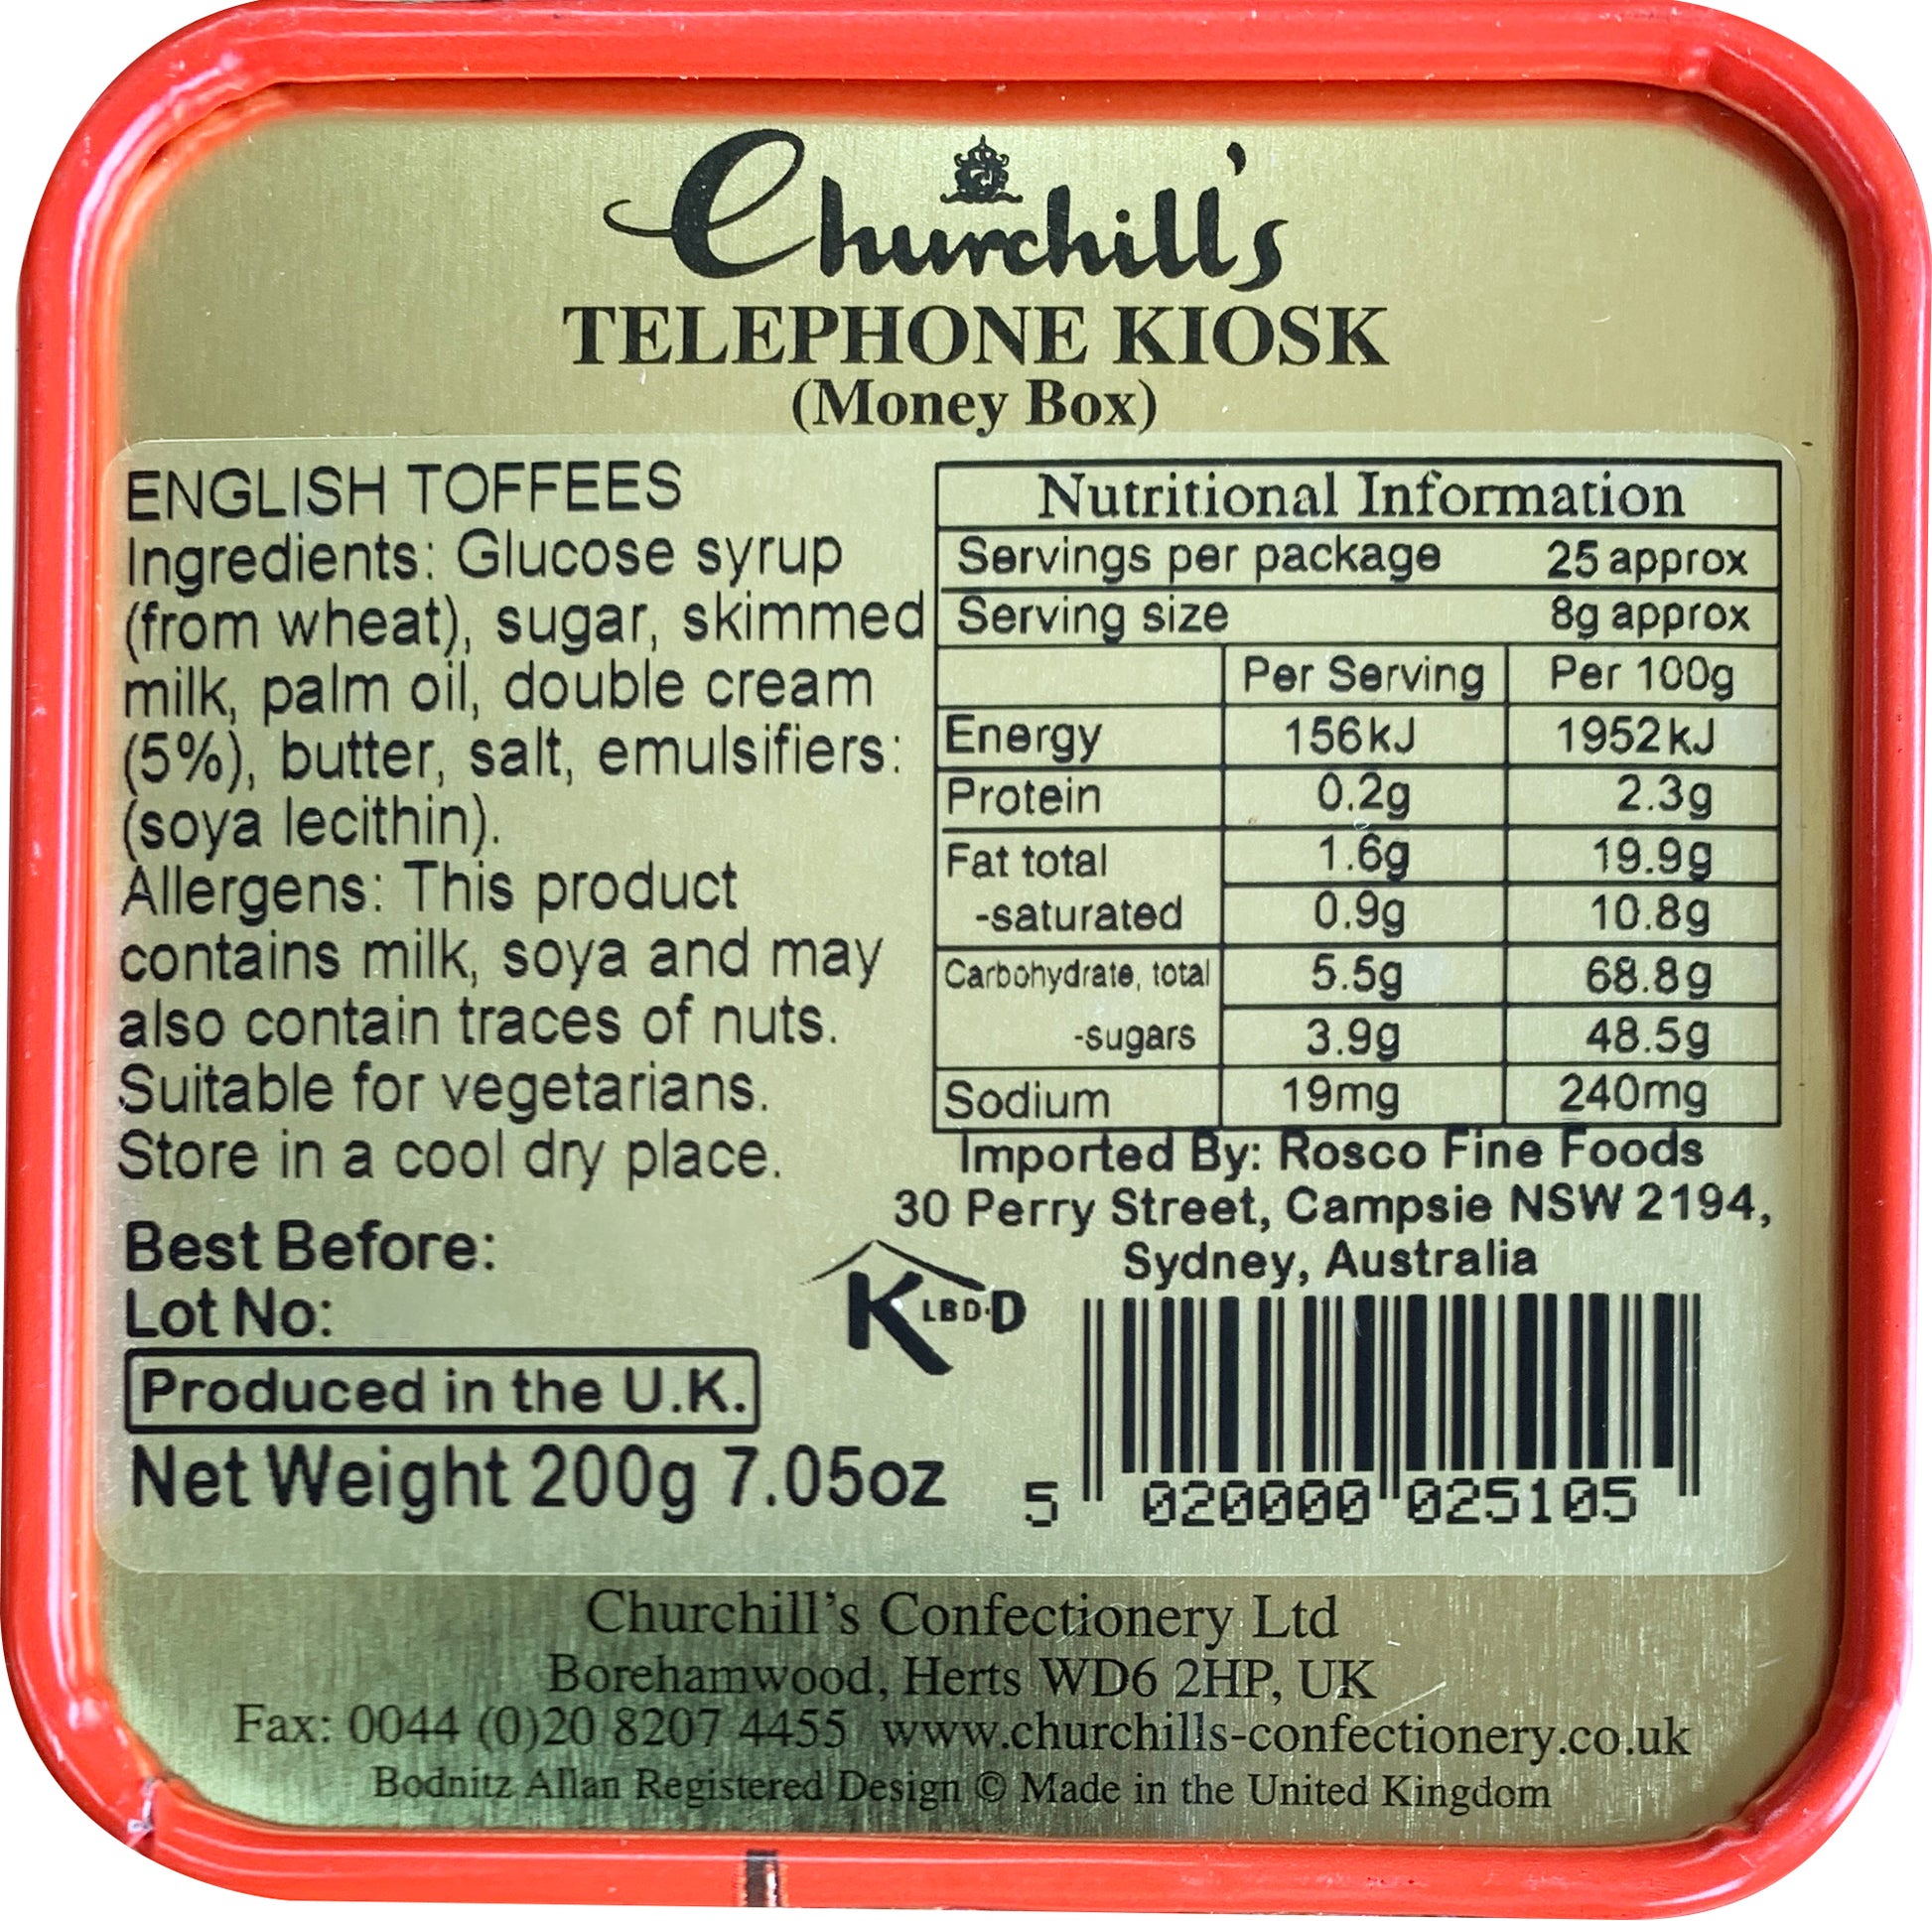 Churchill's
TELEPHONE KIOSK
(Money Box)
ENGLISH TOFFEES
Ingredients: Glucose syrup
(from wheat), sugar, skimmed
milk, palm oil, double cream
(5%), butter, salt, emulsifiers:
(soya lecithin).
Allergens: This product
contains milk, soya and may
also contain traces of nuts.
Suitable for vegetarians.
Store in a cool dry place.
Best Before:
Lot No:
Produced in the U.K.
Net Weight 200g 7.05oz
Nutritional Information
Servings per package 25 approx
Serving size 8g approx
Per Serving Per 100g
Energy 156kJ 1952kJ
Protein 0.2g 2.3g
Fat total 1.6g 19.9g
-saturated 0.9g 10.8g
Carbohydrate, total 5.5g 68.8g
-sugars 3.9g 48.5g
Sodium 19mg 240mg
Imported By: Rosco Fine Foods
30 Perry Street, Campsie NSW 2194,
Sydney, Australia
K LBD·D
5 020000 025105
Churchill's Confectionery Ltd
Borehamwood, Herts WD6 2HP, UK
Fax: 0044 (0)20 8207 4455 www.churchills-confectionery.co.uk
Bodnitz Allan Registered Design © Made in the United Kingdom